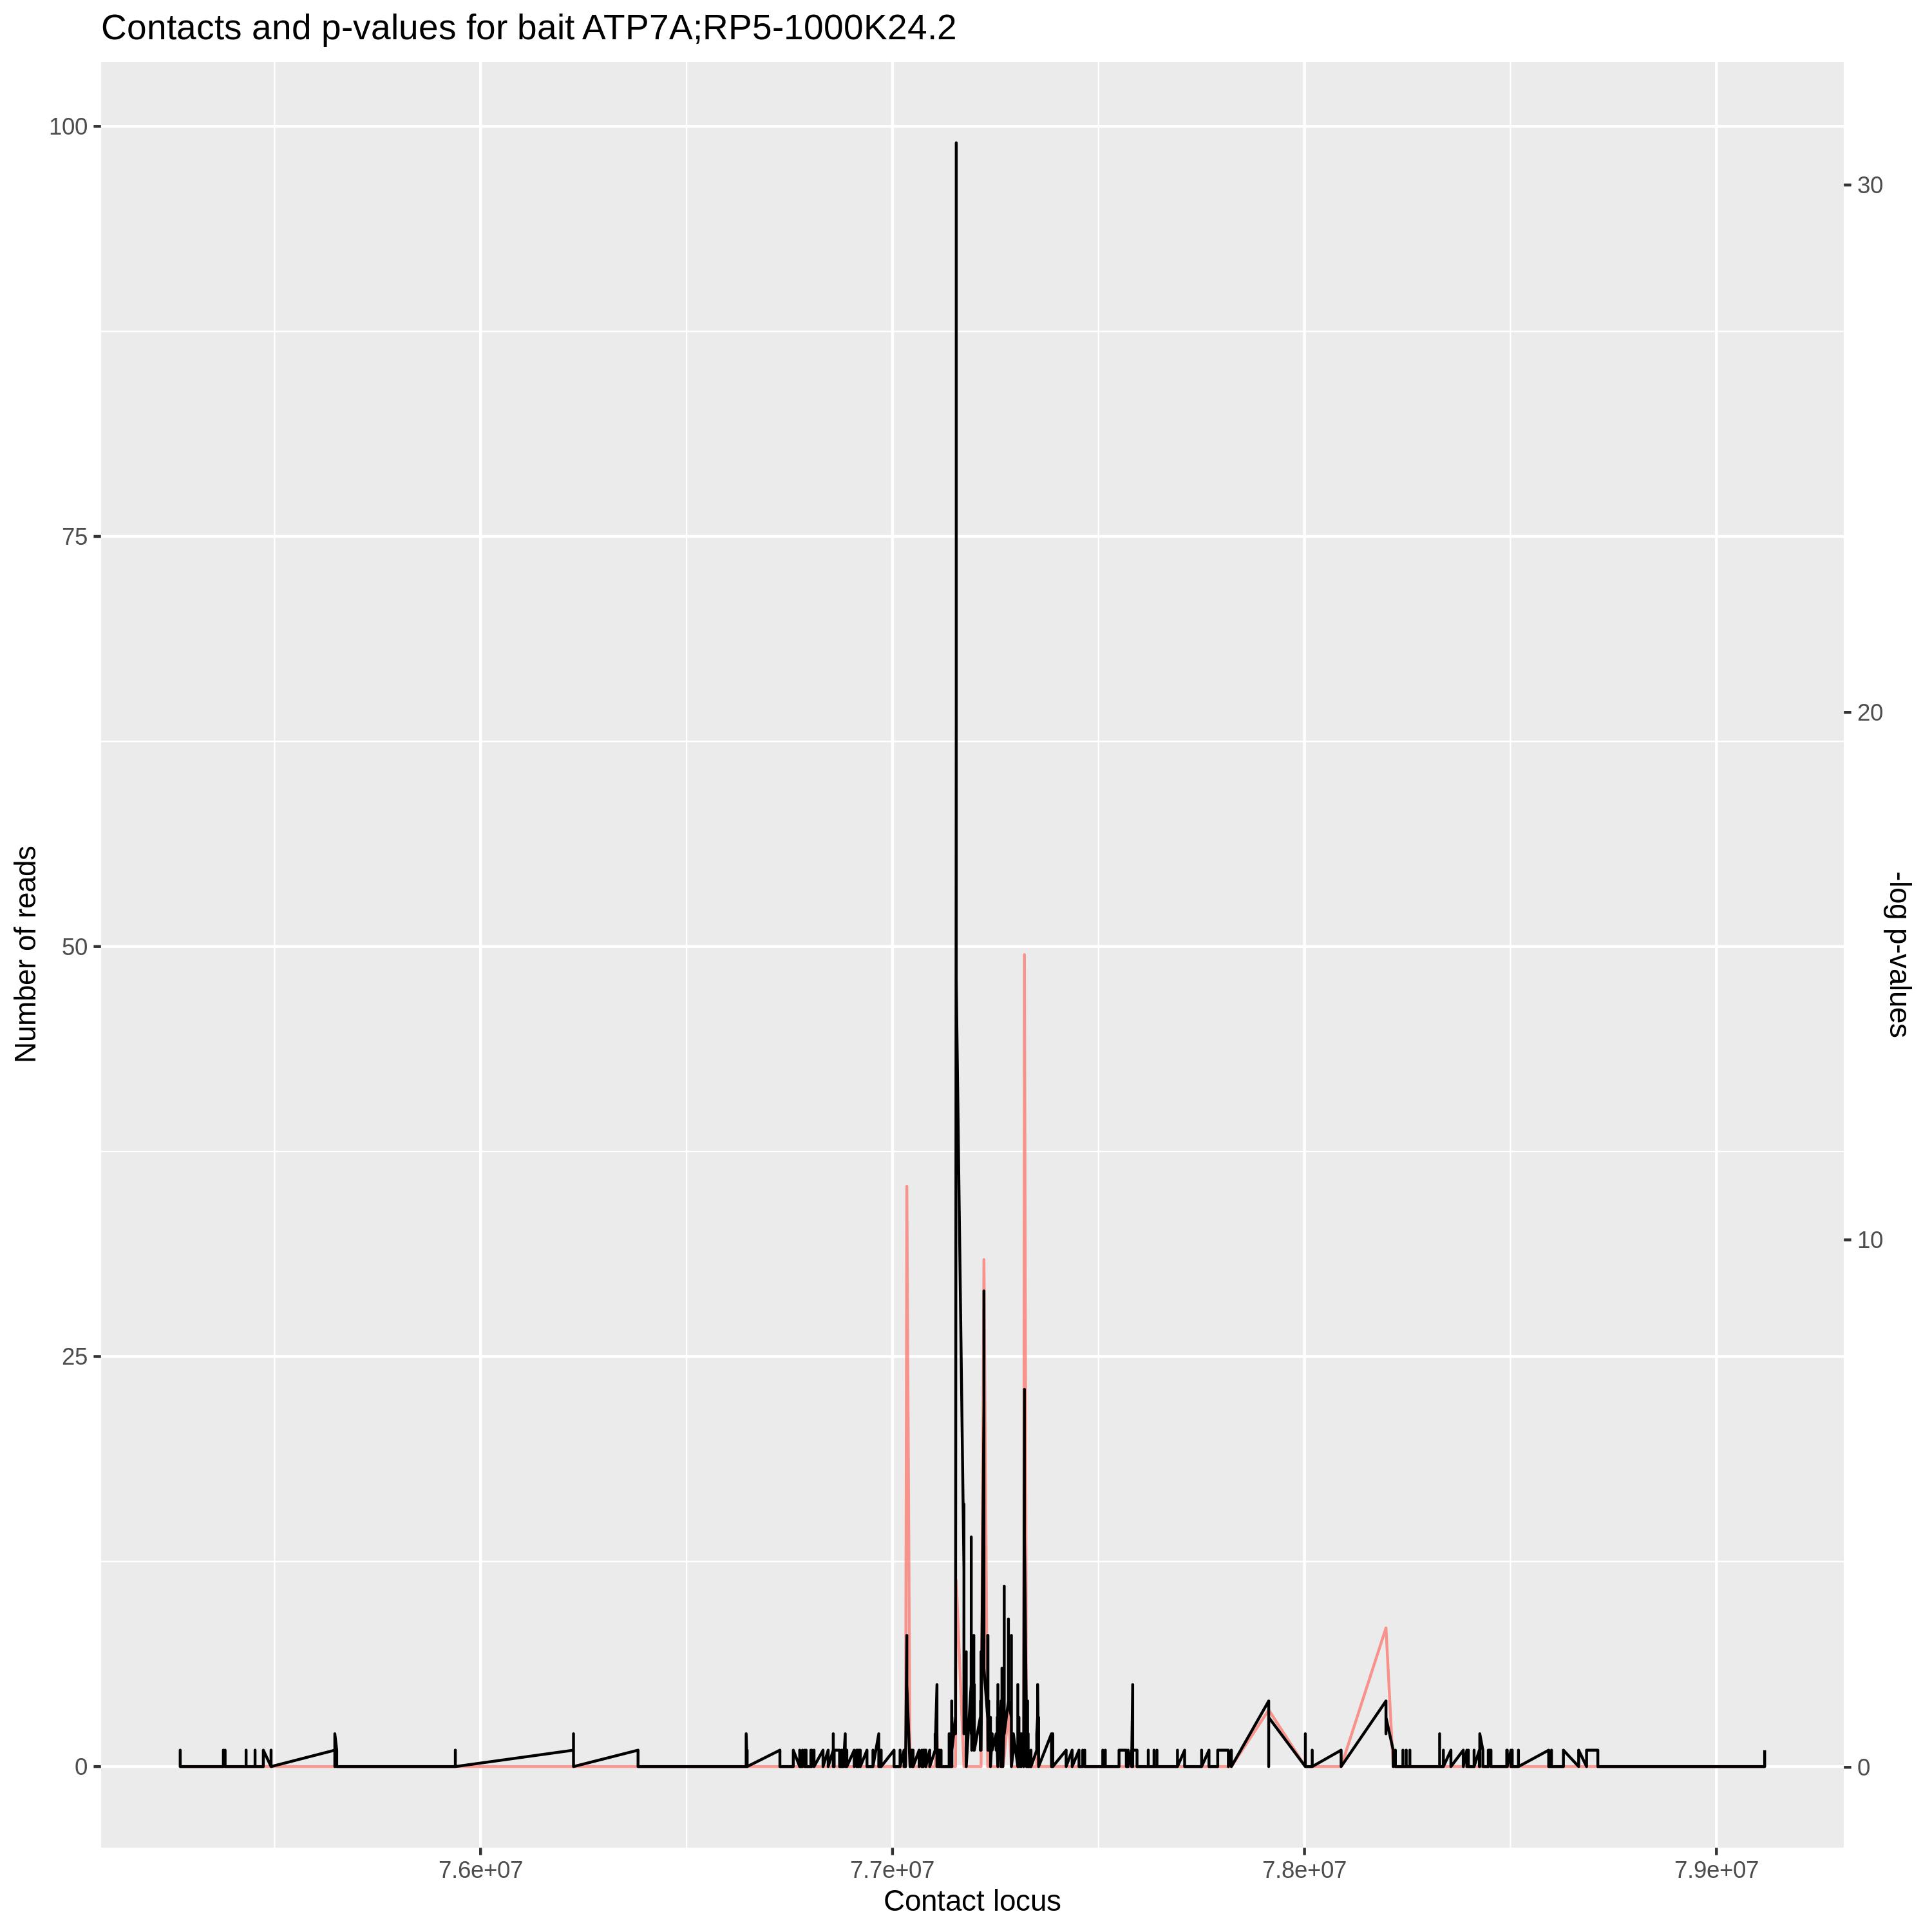 Contacts and p-values for bait ATP7A;RP5-1000K24.2
100
75
50
25
0
30
20
10
0
Number of reads
-log p-values
7.6e+07
7.7e+07
7.8e+07
7.9e+07
Contact locus